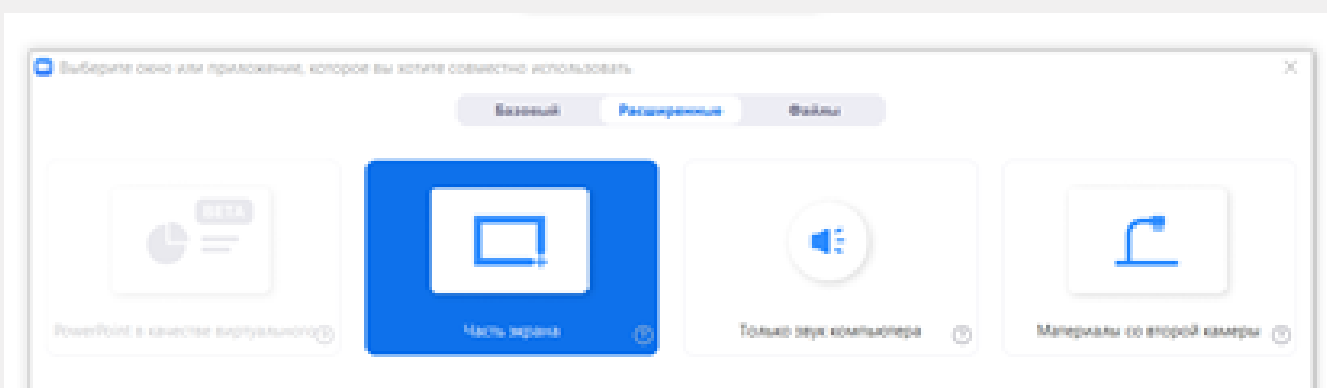 Выберите окно или приложение, которое вы хотите совместно использовать
Базовый Расширенные Файлы
BETA
PowerPoint в качестве виртуального
Часть экрана
Только звук компьютера
Материалы со второй камеры